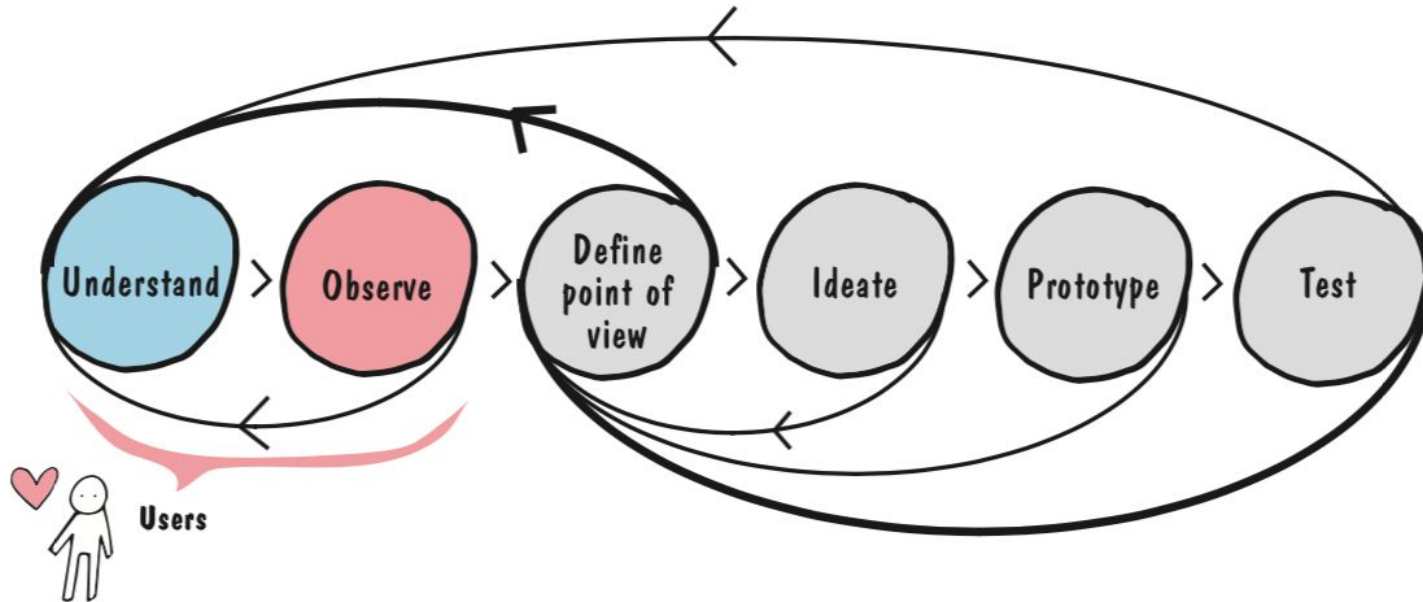 Understand
Observe
Define
point of
view
Ideate
Prototype
Test
Users